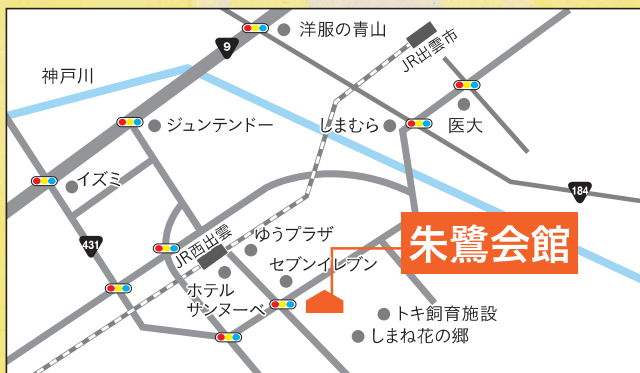 洋服の青山
9
JR出雲市
神戸川
ジュンテンドー
しまむら
医大
イズミ
184
431
JR西出雲
ゆうプラザ
朱鷺会館
セブンイレブン
ホテル
サンヌーベ
トキ飼育施設
しまね花の郷